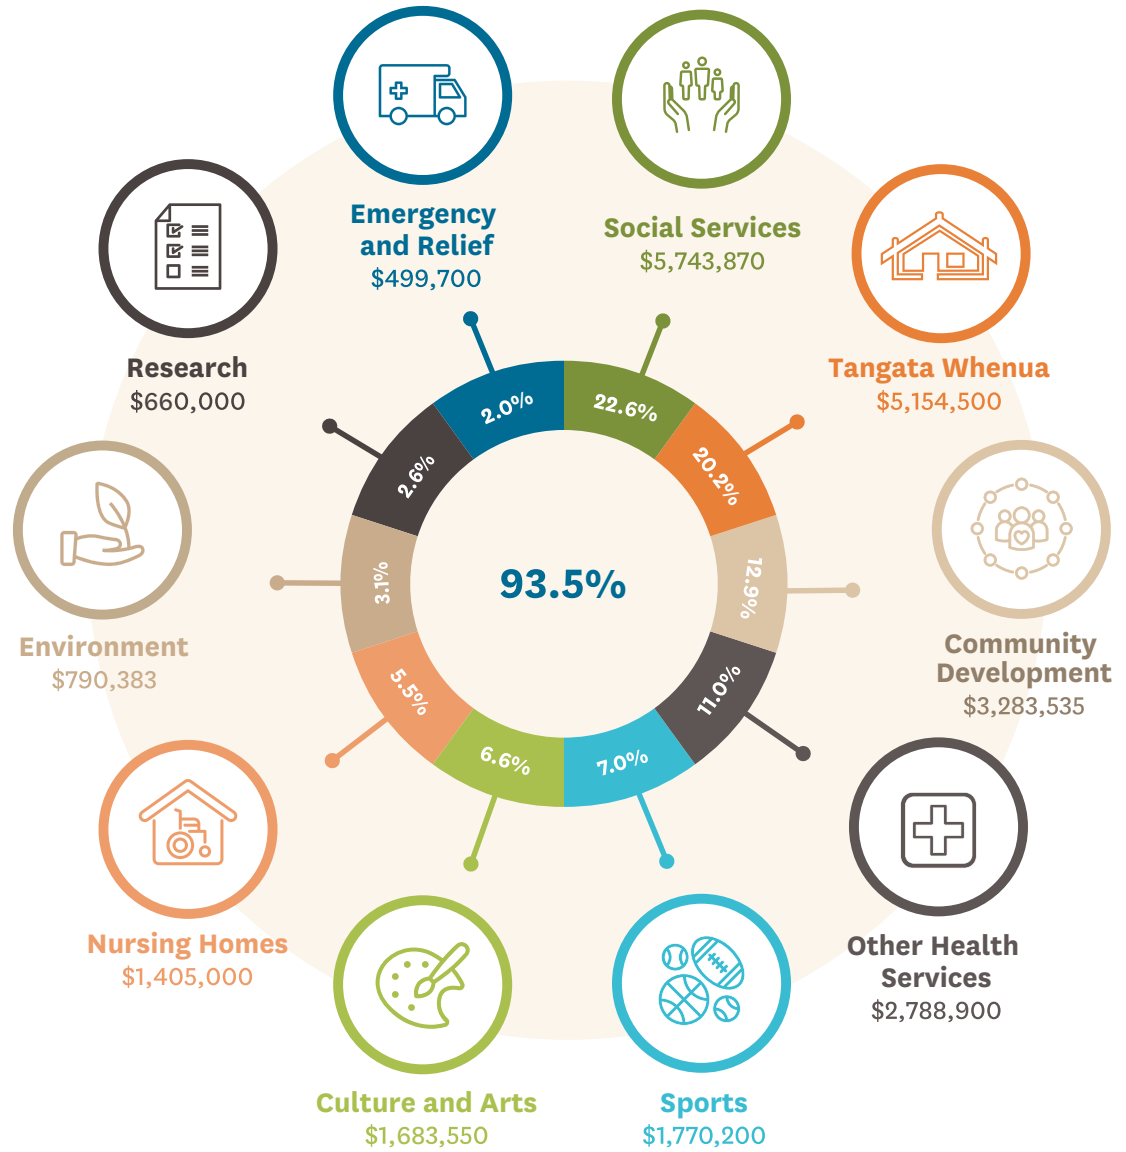 Emergency
and Relief
$499,700
Social Services
$5,743,870
Tangata Whenua
$5,154,500
Community
Development
$3,283,535
Other Health
Services
$2,788,900
Sports
$1,770,200
Culture and Arts
$1,683,550
Nursing Homes
$1,405,000
Environment
$790,383
Research
$660,000
2.0%
22.6%
20.2%
12.9%
11.0%
7.0%
6.6%
5.5%
3.1%
2.6%
93.5%